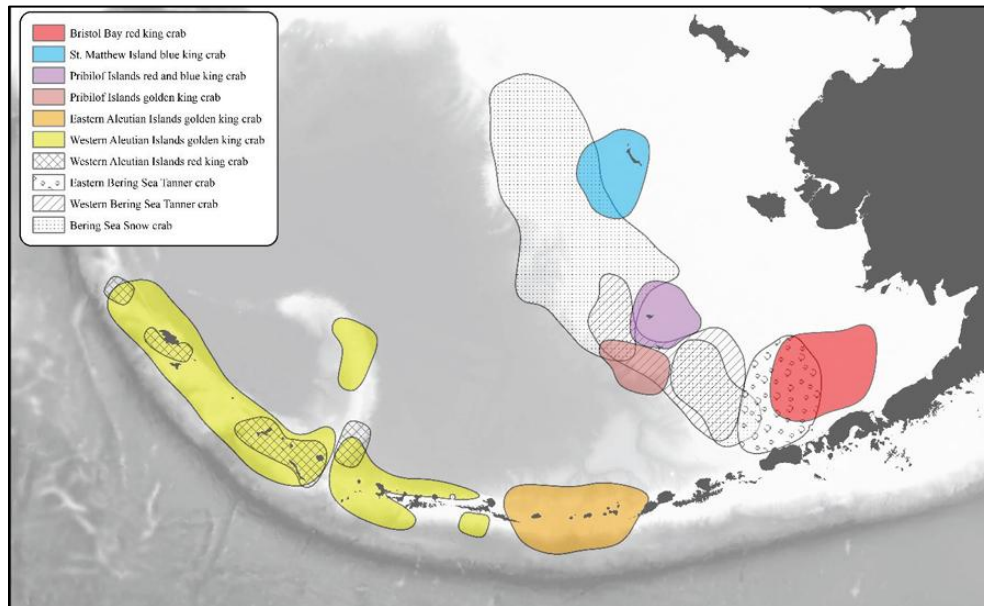 Bristol Bay red king crab
St. Matthew Island blue king crab
Pribilof Islands red and blue king crab
Pribilof Islands golden king crab
Eastern Aleutian Islands golden king crab
Western Aleutian Islands golden king crab
Western Aleutian Islands red king crab
Eastern Bering Sea Tanner crab
Western Bering Sea Tanner crab
Bering Sea Snow crab